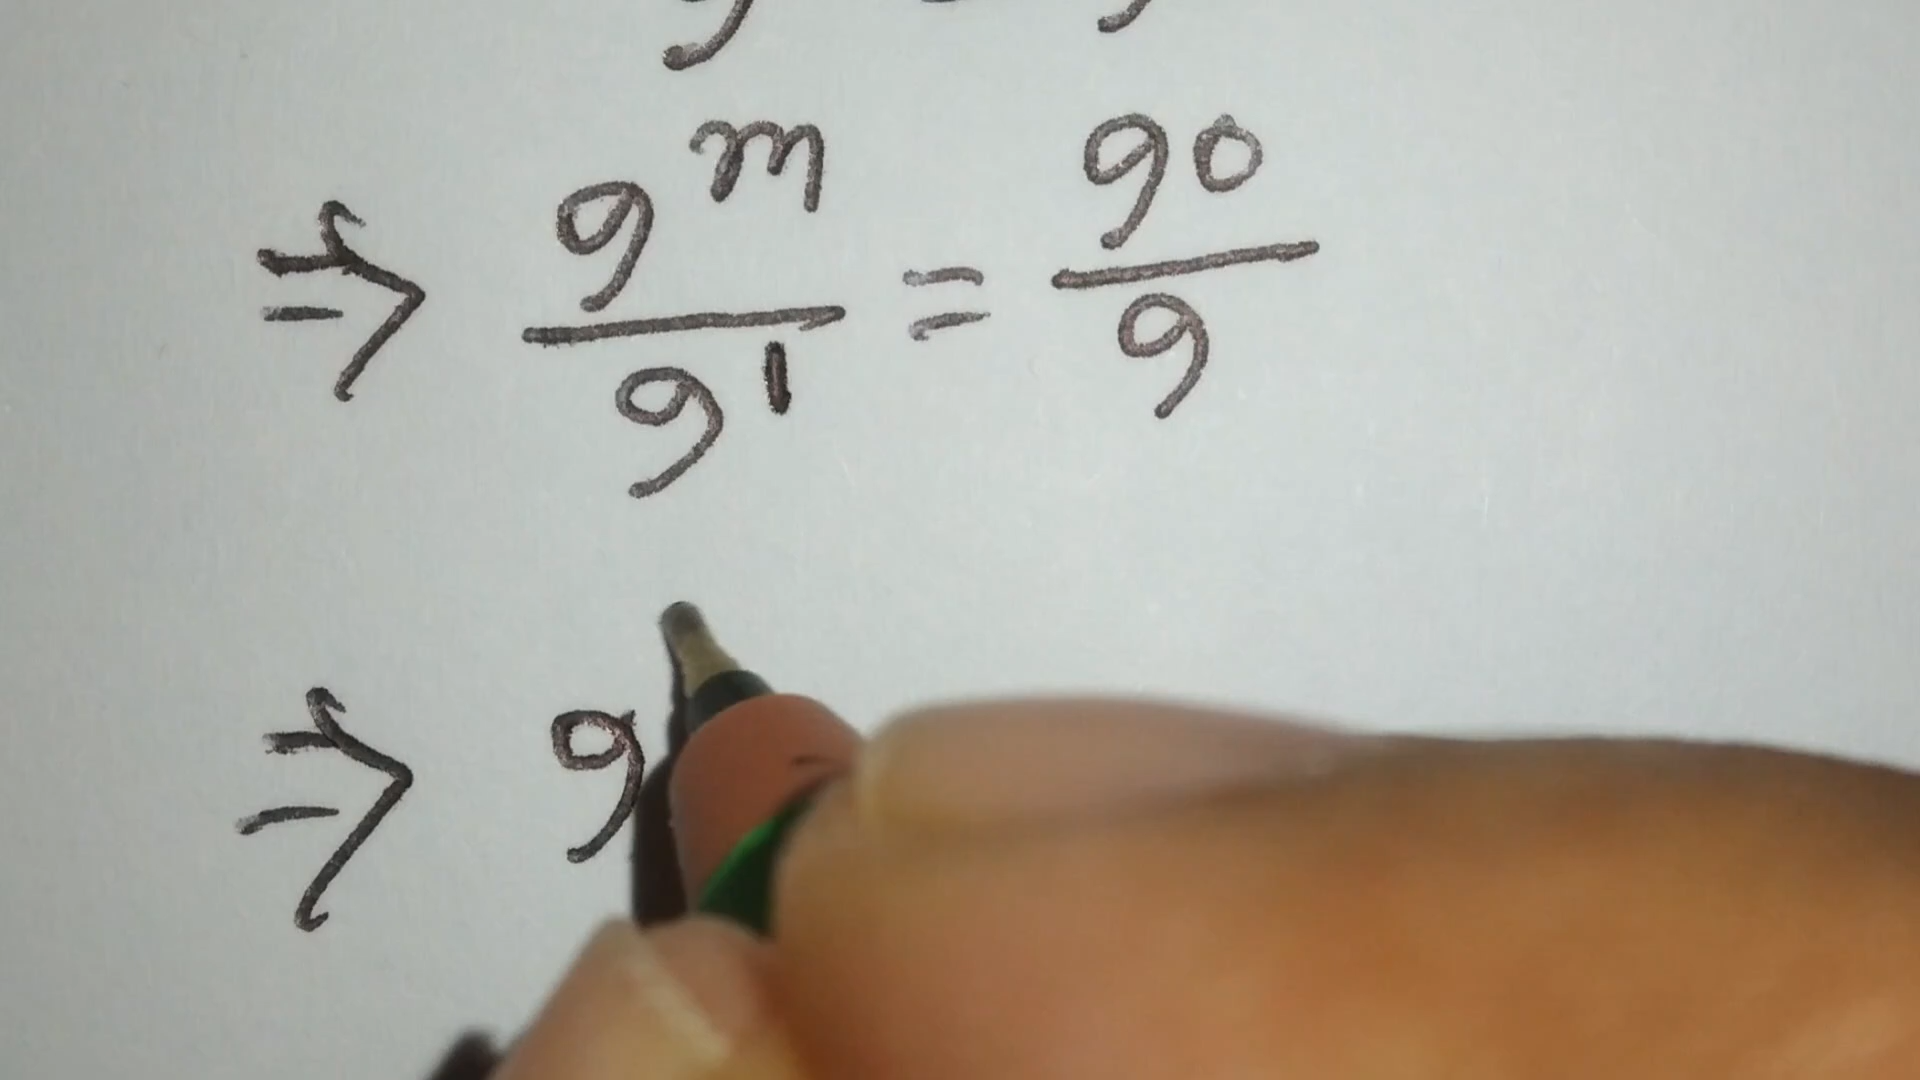 ⇒ 9^m/9^1 = 90/9
⇒ 9